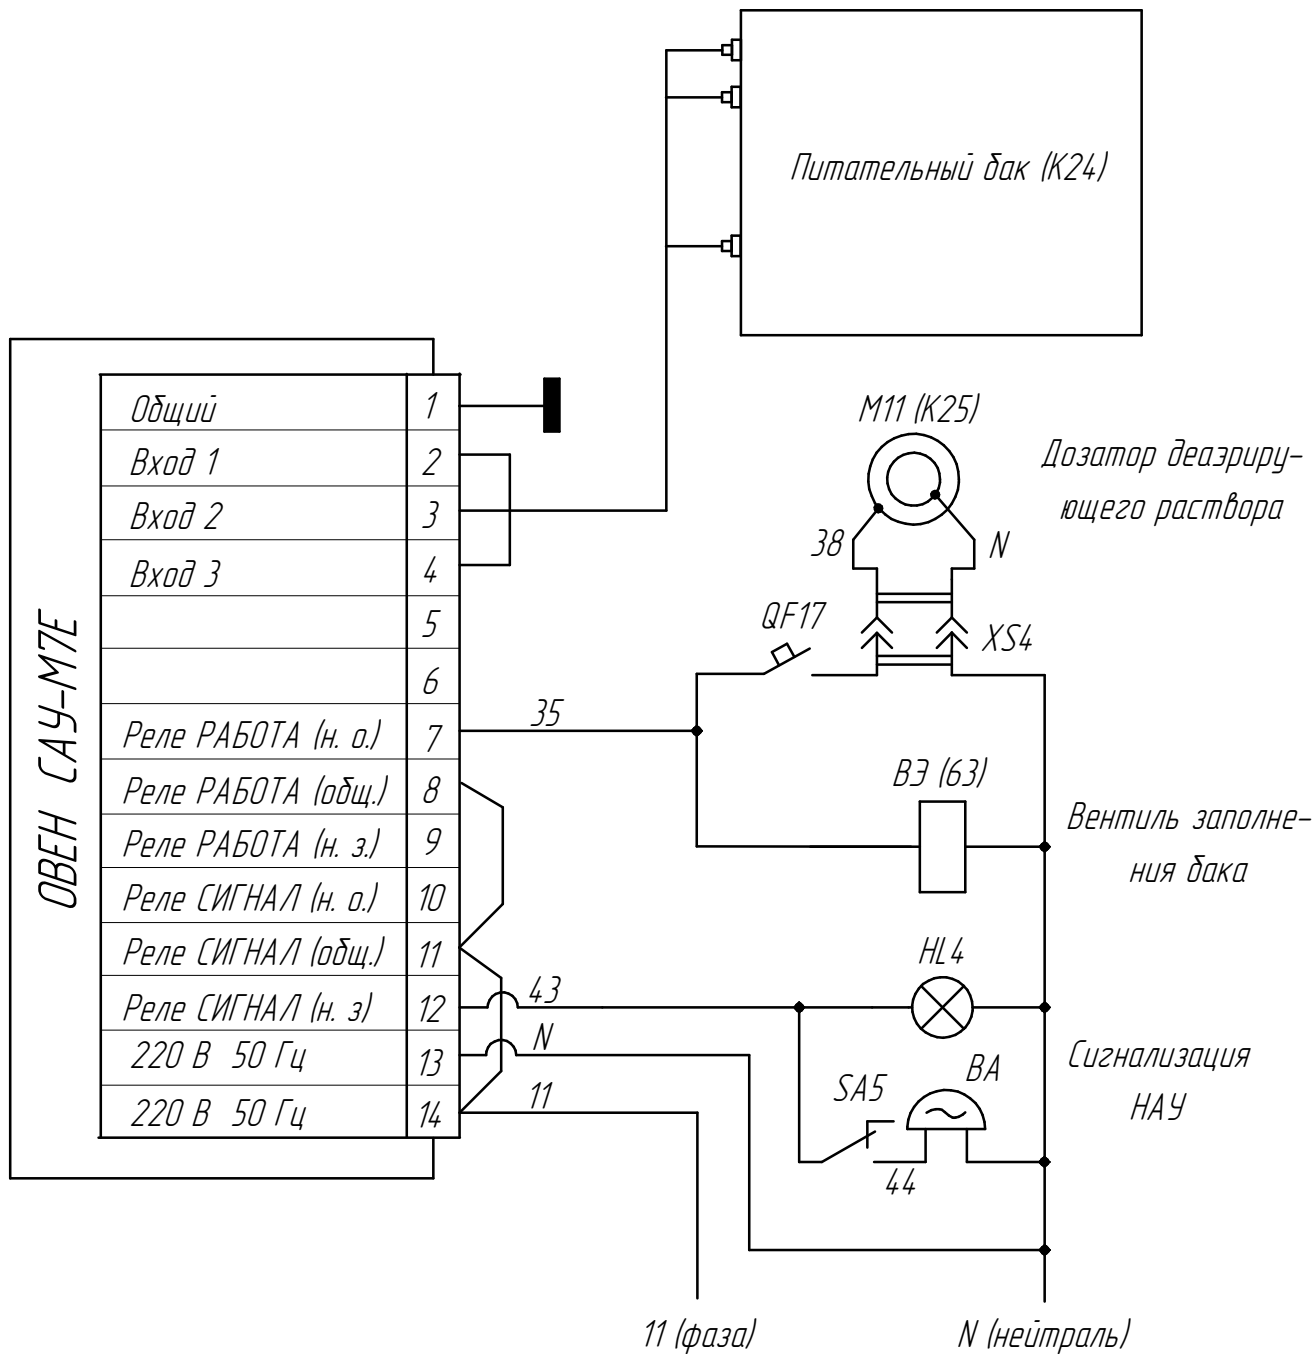 Питательный бак (К24)
ОВЕН САУ-М7Е
Общий 1
Вход 1 2
Вход 2 3
Вход 3 4
5
6
Реле РАБОТА (н. о.) 7
Реле РАБОТА (общ.) 8
Реле РАБОТА (н. з.) 9
Реле СИГНАЛ (н. о.) 10
Реле СИГНАЛ (общ.) 11
Реле СИГНАЛ (н. з) 12
220 В 50 Гц 13
220 В 50 Гц 14
М11 (К25)
Дозатор деаэриру-
ющего раствора
38
N
QF17
XS4
35
ВЭ (63)
Вентиль заполне-
ния бака
HL4
43
N
Сигнализация
НАУ
SA5
ВА
11
44
11 (фаза)
N (нейтраль)